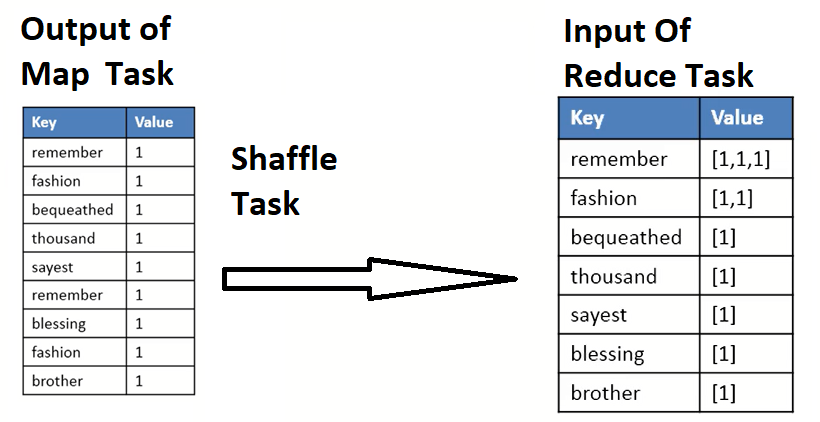 Output of
Map Task
Key Value
remember 1
fashion 1
bequeathed 1
thousand 1
sayest 1
remember 1
blessing 1
fashion 1
brother 1
Shaffle
Task
Input Of
Reduce Task
Key Value
remember [1,1,1]
fashion [1,1]
bequeathed [1]
thousand [1]
sayest [1]
blessing [1]
brother [1]